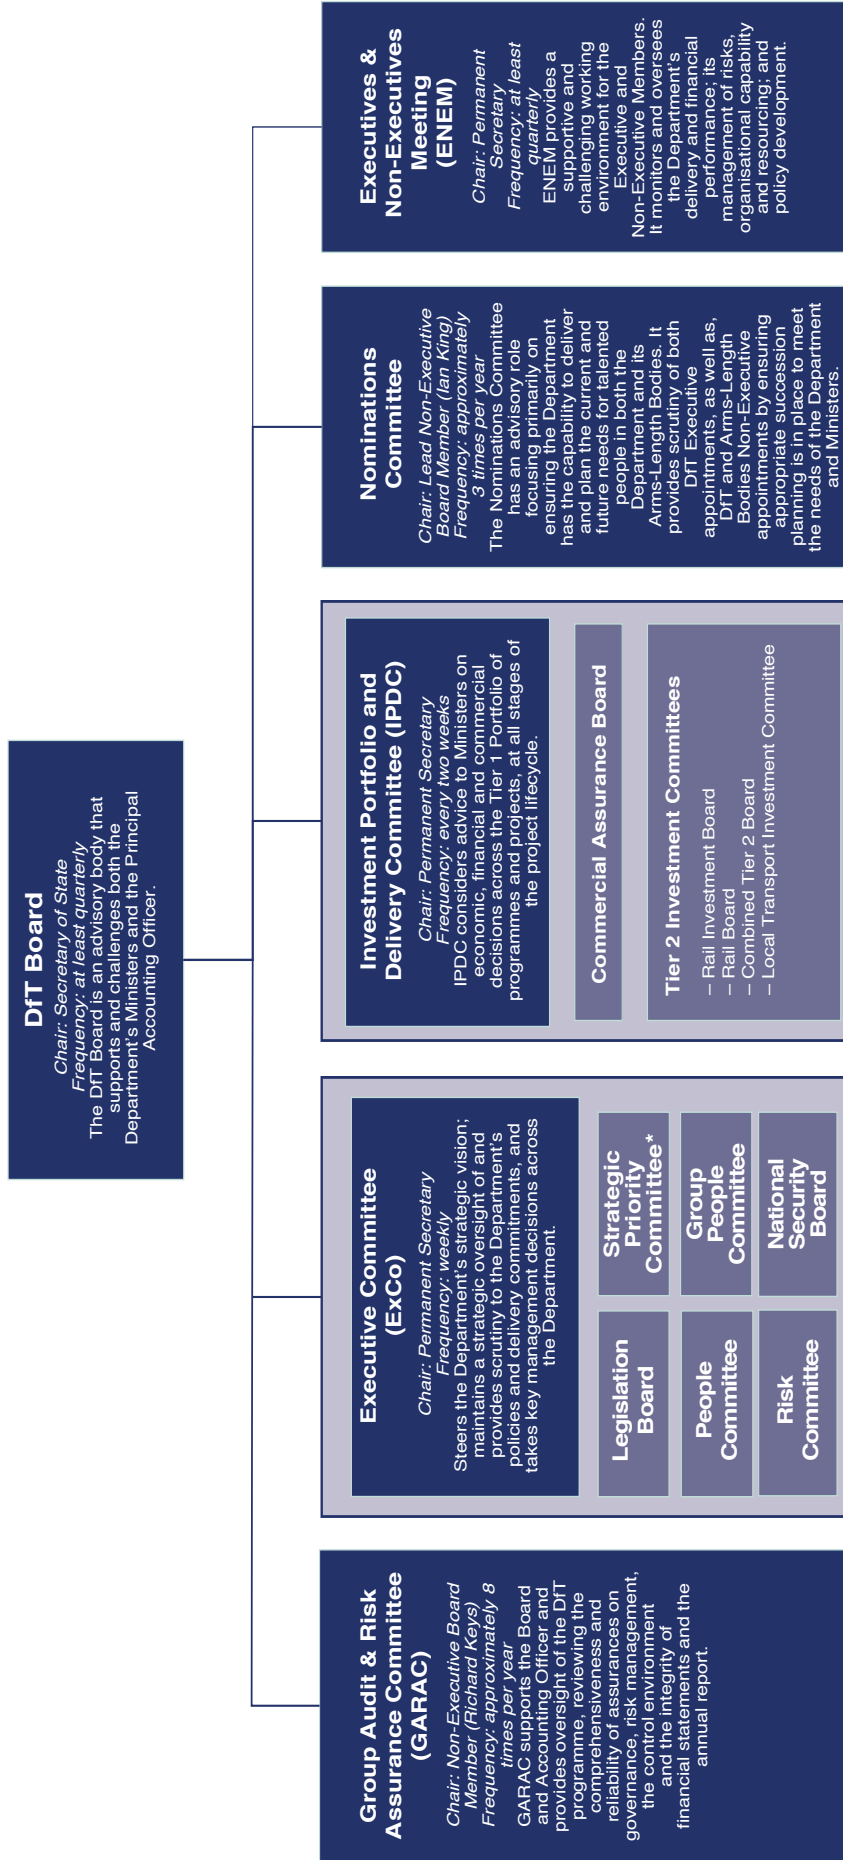 DfT Board
Chair: Secretary of State
Frequency: at least quarterly
The DfT Board is an advisory body that
supports and challenges both the
Department’s Ministers and the Principal
Accounting Officer.
Group Audit & Risk
Assurance Committee
(GARAC)
Chair: Non-Executive Board
Member (Richard Keys)
Frequency: approximately 8
times per year
GARAC supports the Board
and Accounting Officer and
provides oversight of the DfT
programme, reviewing the
comprehensiveness and
reliability of assurances on
governance, risk management,
the control environment
and the integrity of
financial statements and the
annual report.
Executive Committee
(ExCo)
Chair: Permanent Secretary
Frequency: weekly
Steers the Department’s strategic vision;
maintains a strategic oversight of and
provides scrutiny to the Department’s
policies and delivery commitments, and
takes key management decisions across
the Department.
Legislation
Board
Strategic
Priority
Committee*
People
Committee
Group
People
Committee
Risk
Committee
National
Security
Board
Investment Portfolio and
Delivery Committee (IPDC)
Chair: Permanent Secretary
Frequency: every two weeks
IPDC considers advice to Ministers on
economic, financial and commercial
decisions across the Tier 1 Portfolio of
programmes and projects, at all stages of
the project lifecycle.
Commercial Assurance Board
Tier 2 Investment Committees
– Rail Investment Board
– Rail Board
– Combined Tier 2 Board
– Local Transport Investment Committee
Nominations
Committee
Chair: Lead Non-Executive
Board Member (Ian King)
Frequency: approximately
3 times per year
The Nominations Committee
has an advisory role
focusing primarily on
ensuring the Department
has the capability to deliver
and plan the current and
future needs for talented
people in both the
Department and its
Arms-Length Bodies. It
provides scrutiny of both
DfT Executive
appointments, as well as,
DfT and Arms-Length
Bodies Non-Executive
appointments by ensuring
appropriate succession
planning is in place to meet
the needs of the Department
and Ministers.
Executives &
Non-Executives
Meeting
(ENEM)
Chair: Permanent
Secretary
Frequency: at least
quarterly
ENEM provides a
supportive and
challenging working
environment for the
Executive and
Non-Executive Members.
It monitors and oversees
the Department’s
delivery and financial
performance; its
management of risks,
organisational capability
and resourcing; and
policy development.